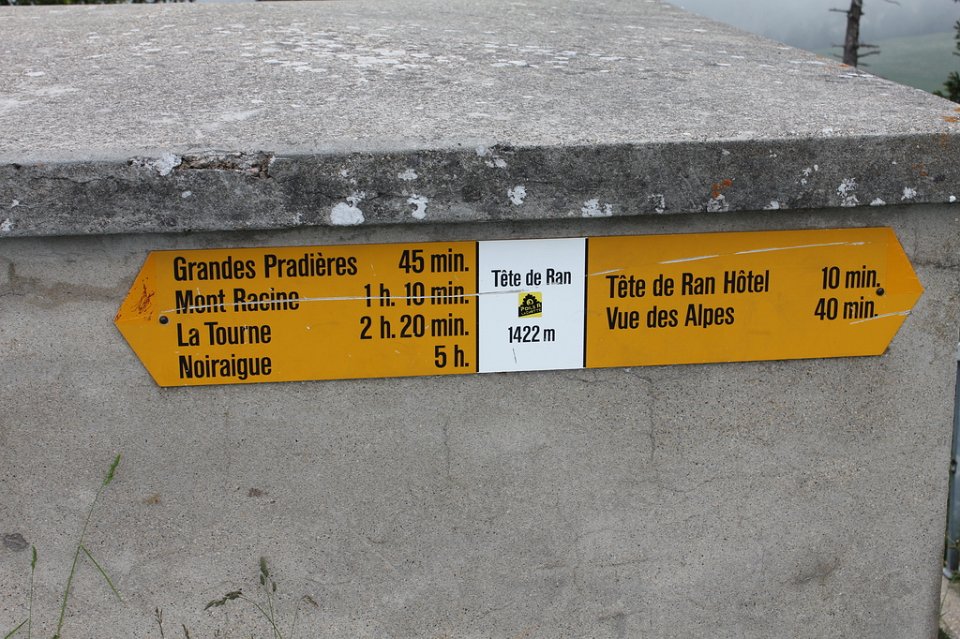 Grandes Pradières 45 min.
Mont Racine 1 h. 10 min.
La Tourne 2 h. 20 min.
Noiraigue 5 h.
Tête de Ran
1422 m
Tête de Ran Hôtel 10 min.
Vue des Alpes 40 min.